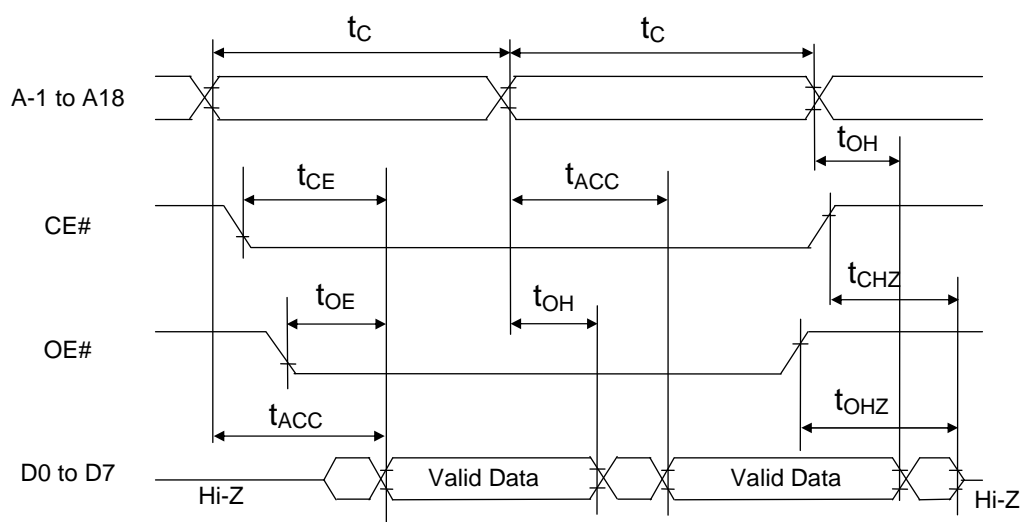 tC tC
A-1 to A18
tOH
tCE tACC
CE#
tCHZ
tOE tOH
OE#
tACC tOHZ
D0 to D7 Valid Data Valid Data
Hi-Z Hi-Z